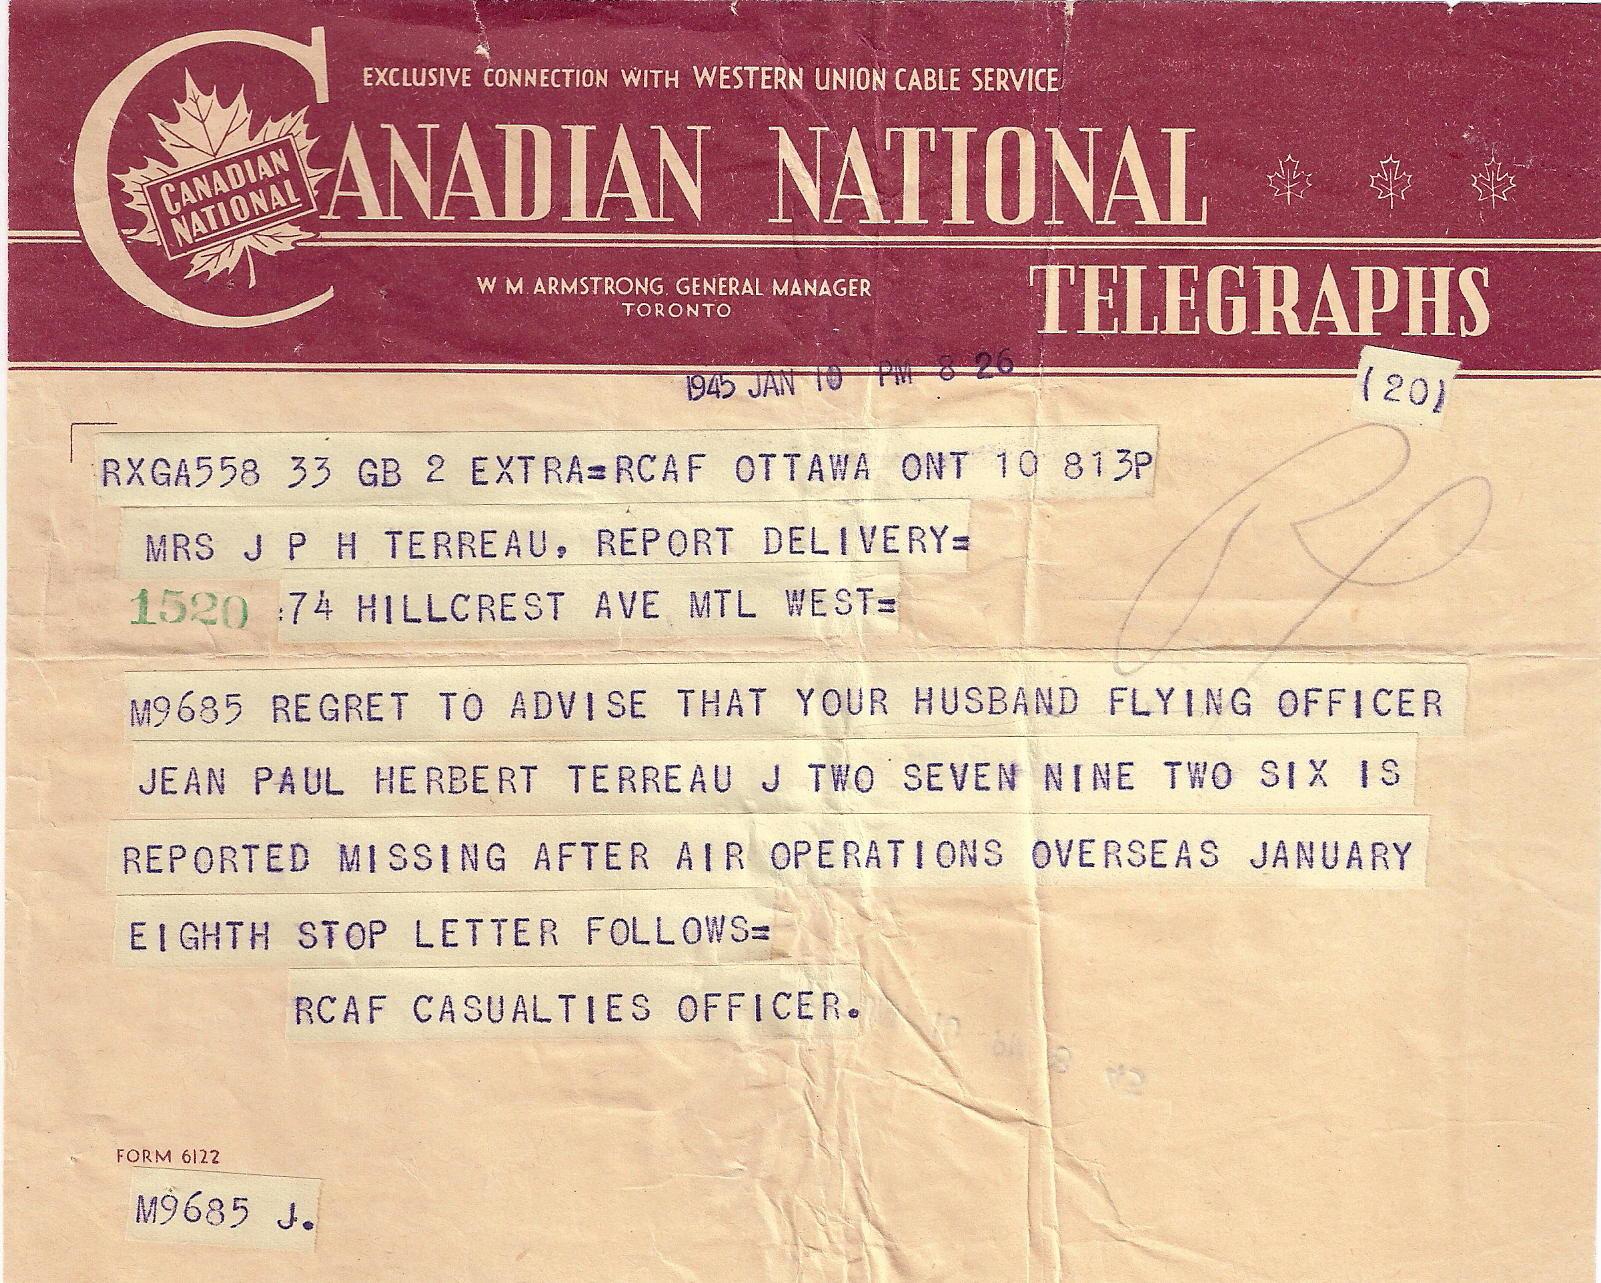 EXCLUSIVE CONNECTION WITH WESTERN UNION CABLE SERVICE
CANADIAN NATIONAL
CANADIAN
NATIONAL
TELEGRAPHS
W. M. ARMSTRONG, GENERAL MANAGER
TORONTO
1945 JAN 10 PM 8 26
(20)
RXGA558 33 GB 2 EXTRA=RCAF OTTAWA ONT 10 813P
MRS J P H TERREAU. REPORT DELIVERY=
1520 :74 HILLCREST AVE MTL WEST=
M9685 REGRET TO ADVISE THAT YOUR HUSBAND FLYING OFFICER
JEAN PAUL HERBERT TERREAU J TWO SEVEN NINE TWO SIX IS
REPORTED MISSING AFTER AIR OPERATIONS OVERSEAS JANUARY
EIGHTH STOP LETTER FOLLOWS=
RCAF CASUALTIES OFFICER.
FORM 6122
M9685 J.